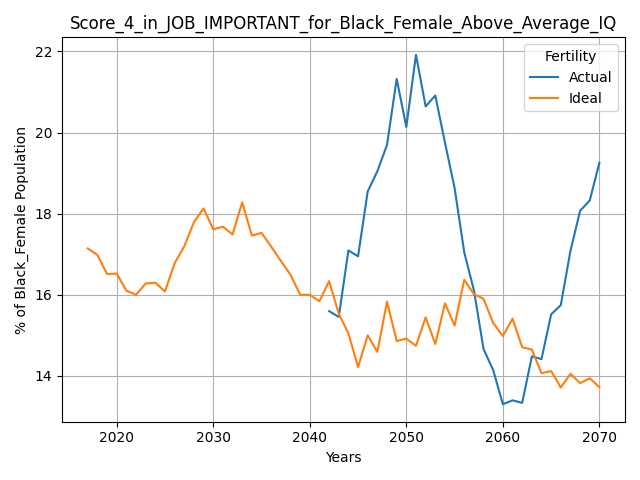 Score_4_in_JOB_IMPORTANT_for_Black_Female_Above_Average_IQ
Fertility
Actual
Ideal
% of Black_Female Population
22
20
18
16
14
2020 2030 2040 2050 2060 2070
Years